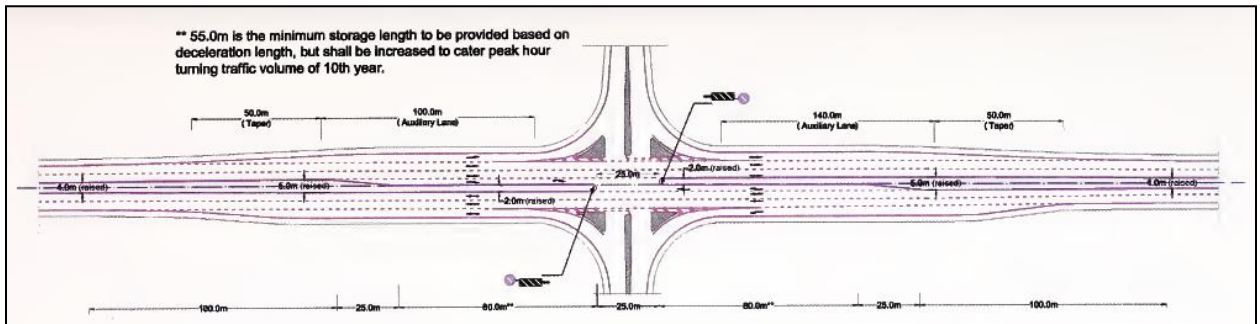 ** 55.0m is the minimum storage length to be provided based on
deceleration length, but shall be increased to cater peak hour
turning traffic volume of 10th year.
50.0m
(Taper)
100.0m
(Auxiliary Lane)
140.0m
(Auxiliary Lane)
50.0m
(Taper)
4.0m (raised)
5.0m (raised)
2.0m (raised)
25.0m
2.0m (raised)
5.0m (raised)
4.0m (raised)
100.0m
25.0m
60.0m**
25.0m
60.0m**
25.0m
100.0m